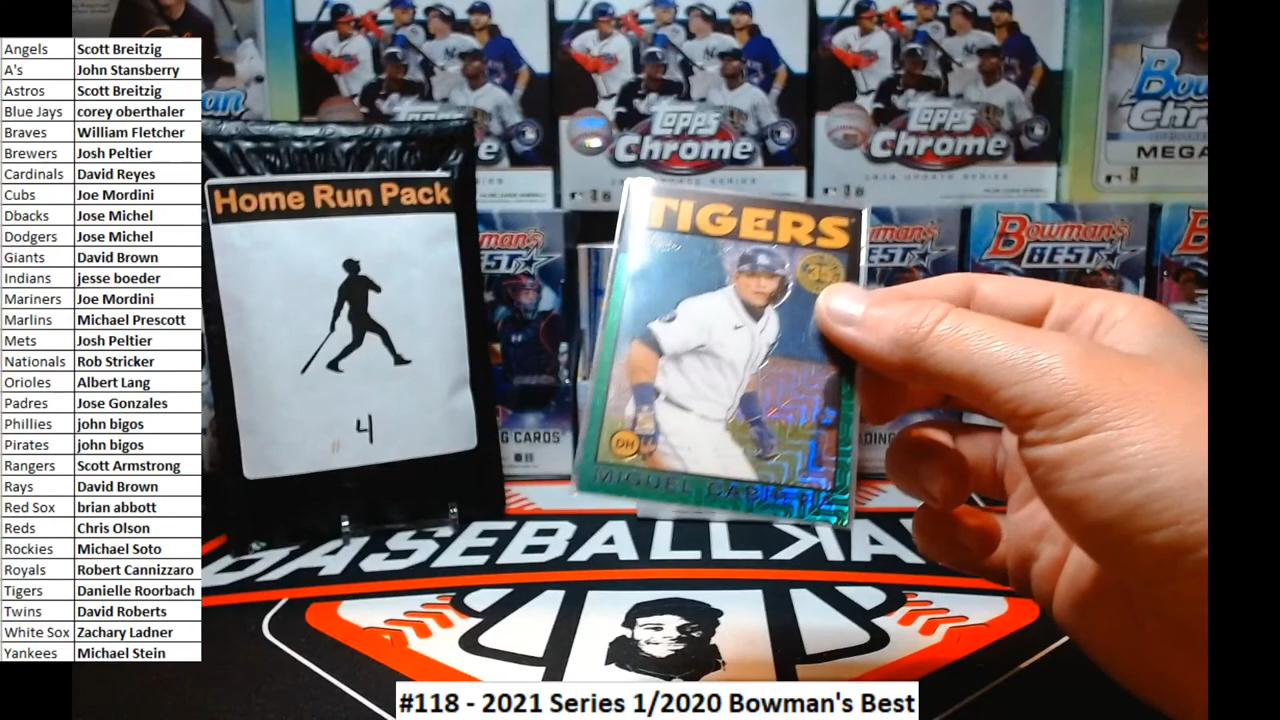 Angels Scott Breitzig
A's John Stansberry
Astros Scott Breitzig
Blue Jays corey oberthaler
Braves William Fletcher
Brewers Josh Peltier
Cardinals David Reyes
Cubs Joe Mordini
Dbacks Jose Michel
Dodgers Jose Michel
Giants David Brown
Indians jesse boeder
Mariners Joe Mordini
Marlins Michael Prescott
Mets Josh Peltier
Nationals Rob Stricker
Orioles Albert Lang
Padres Jose Gonzales
Phillies john bigos
Pirates john bigos
Rangers Scott Armstrong
Rays David Brown
Red Sox brian abbott
Reds Chris Olson
Rockies Michael Soto
Royals Robert Cannizzaro
Tigers Danielle Roorbach
Twins David Roberts
White Sox Zachary Ladner
Yankees Michael Stein
Home Run Pack
4
Topps
Chrome
Topps
Chrome
MEGA
TIGERS
35
DH
MIGUEL CABRERA
BOWMAN'S
BEST
BASEBALLKA
#118 - 2021 Series 1/2020 Bowman's Best